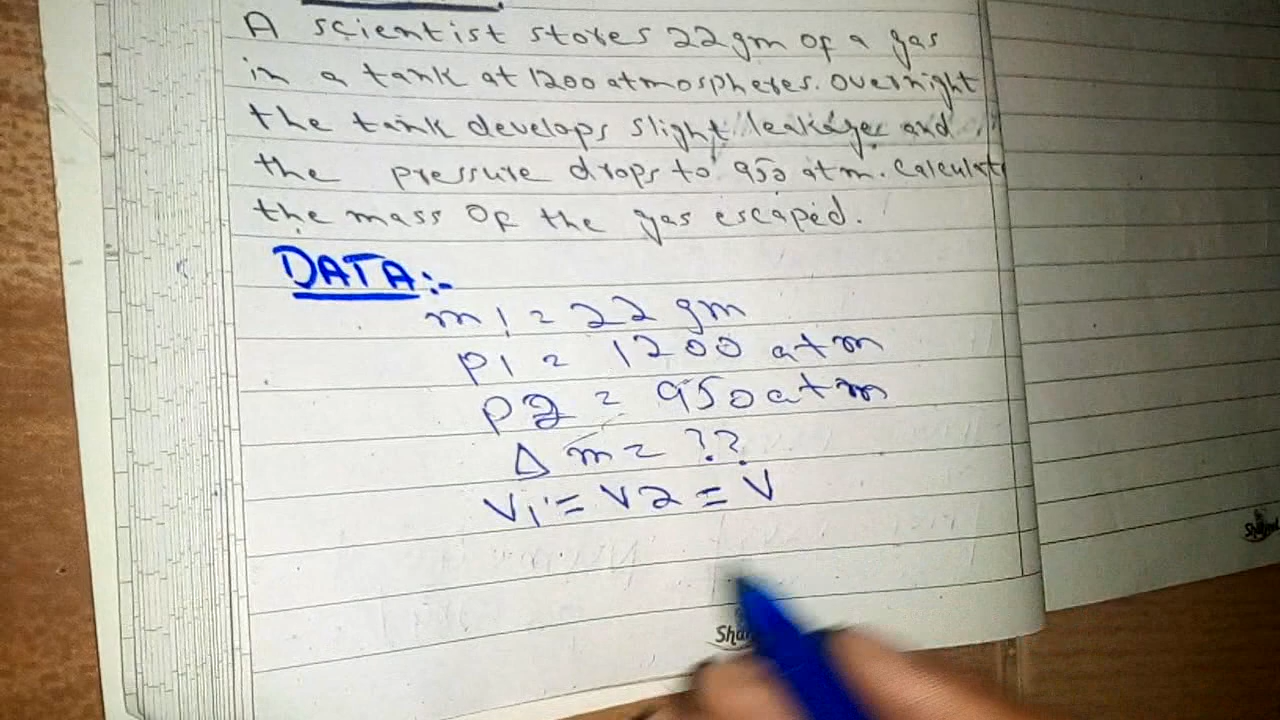 A scientist stores 22gm of a gas
in a tank at 1200 atmospheres. Overnight
the tank develops slight leakage and
the pressure drops to 950 atm. Calculate
the mass of the gas escaped.
DATA:-
m1 = 22 gm
P1 = 1200 atm
P2 = 950 atm
Δm = ??
V1 = V2 = V